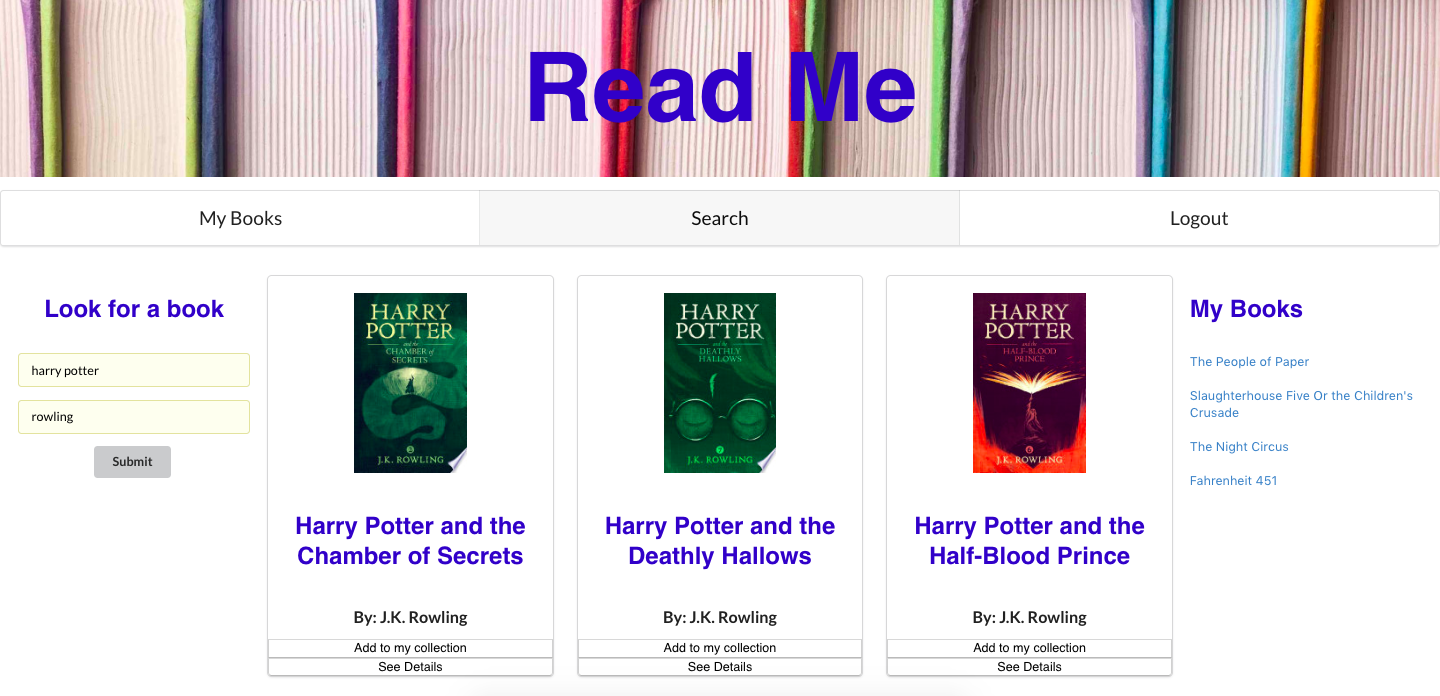 Read Me
My Books
Search
Logout
Look for a book
harry potter
rowling
Submit
HARRY
POTTER
and the
CHAMBER of
SECRETS
2
J.K. ROWLING
Harry Potter and the
Chamber of Secrets
By: J.K. Rowling
Add to my collection
See Details
HARRY
POTTER
and the
DEATHLY
HALLOWS
7
J.K. ROWLING
Harry Potter and the
Deathly Hallows
By: J.K. Rowling
Add to my collection
See Details
HARRY
POTTER
and the
HALF-BLOOD
PRINCE
6
J.K. ROWLING
Harry Potter and the
Half-Blood Prince
By: J.K. Rowling
Add to my collection
See Details
My Books
The People of Paper
Slaughterhouse Five Or the Children's
Crusade
The Night Circus
Fahrenheit 451